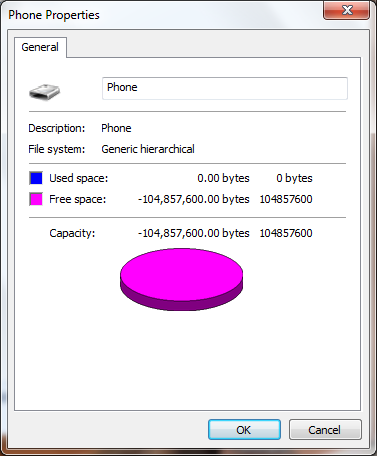 Phone Properties
General
Phone
Description: Phone
File system: Generic hierarchical
Used space: 0.00 bytes 0 bytes
Free space: -104,857,600.00 bytes 104857600
Capacity: -104,857,600.00 bytes 104857600
OK Cancel